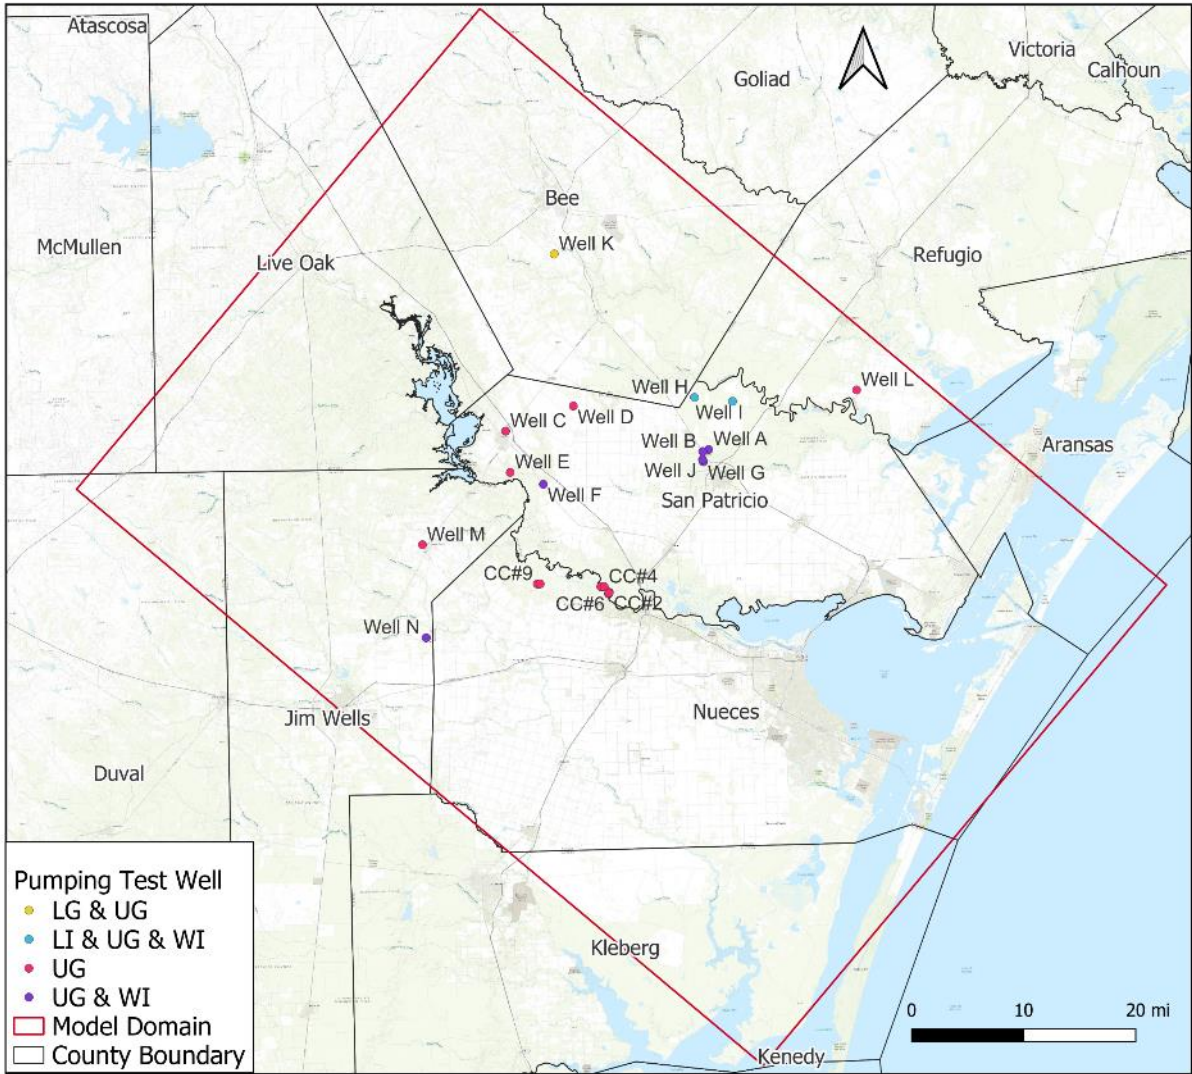 Atascosa
Victoria
Calhoun
Goliad
Bee
McMullen
Well K
Refugio
Live Oak
Well H
Well L
Well I
Well D
Well C
Well B
Well A
Aransas
Well E
Well J
Well G
Well F
San Patricio
Well M
CC#9
CC#4
CC#6
CC#2
Well N
Nueces
Jim Wells
Duval
Pumping Test Well
LG & UG
LI & UG & WI
UG
UG & WI
Model Domain
County Boundary
Kleberg
0 10 20 mi
Kenedy